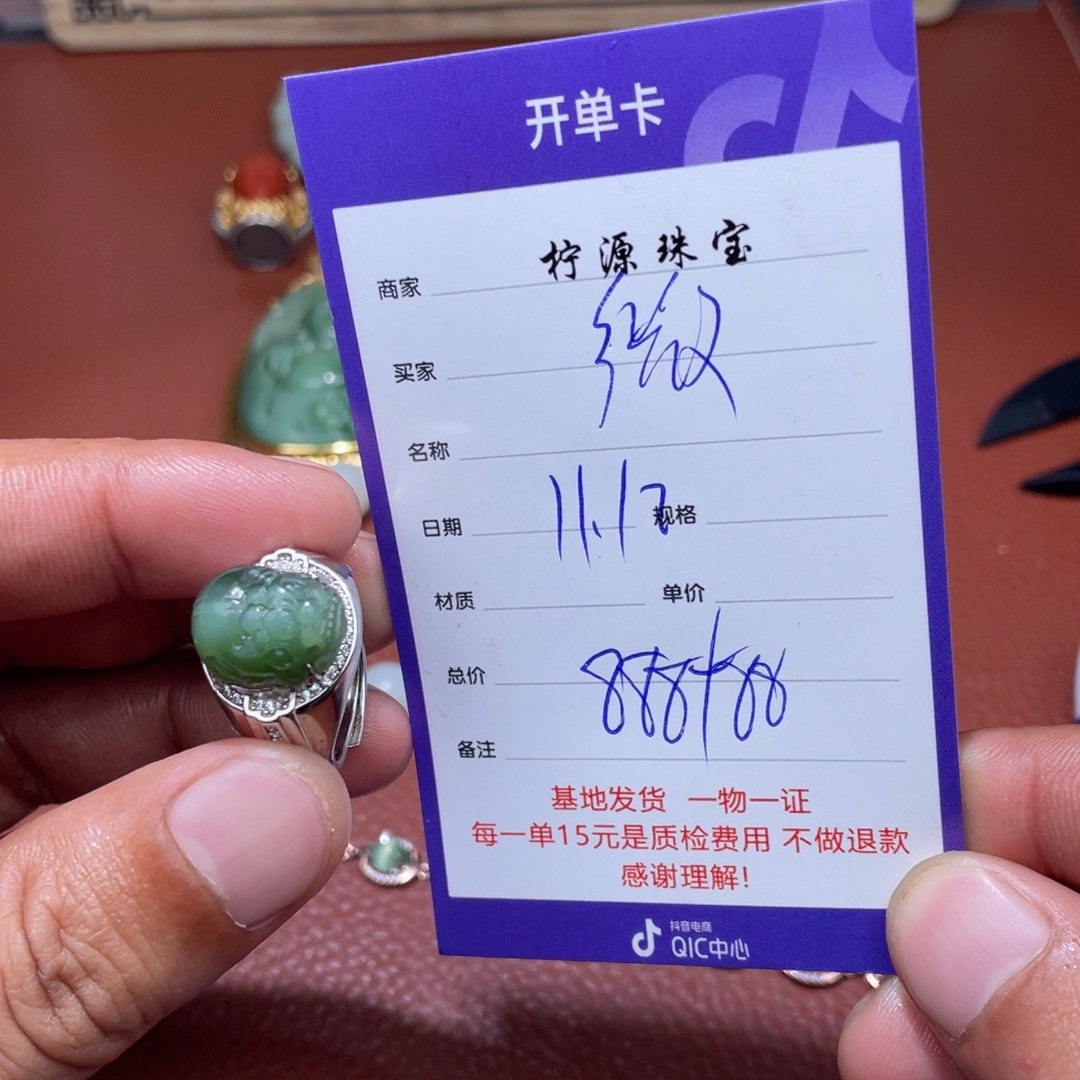 开单卡
商家 柠源珠宝
买家
名称
日期 11.17 规格
材质 单价
总价 888+88
备注
基地发货 一物一证
每一单15元是质检费用 不做退款
感谢理解!
抖音电商
QIC中心